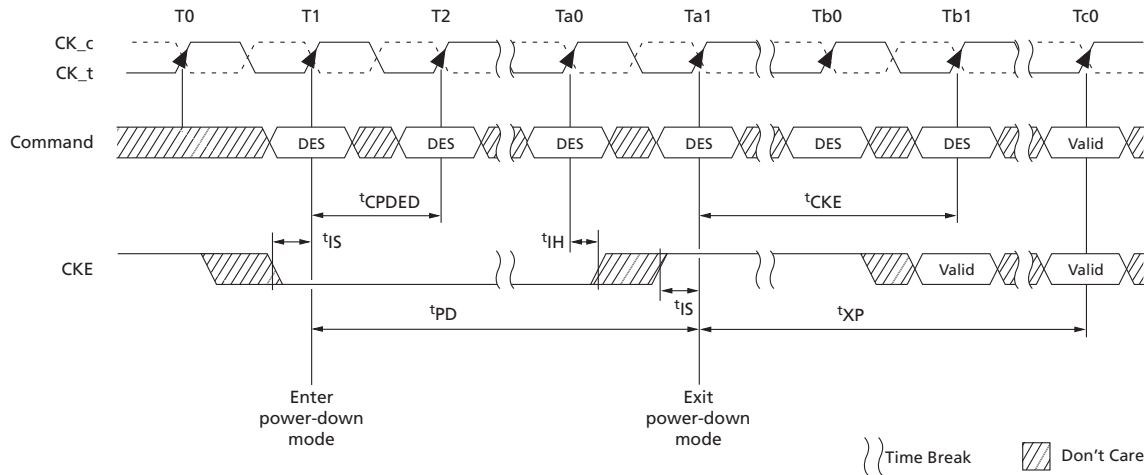 T0 T1 T2 Ta0 Ta1 Tb0 Tb1 Tc0
CK_c
CK_t
Command DES DES DES DES DES DES Valid
tCPDED tCKE
tIS tIH
CKE Valid Valid
tIS
tPD tXP
Enter
power-down
mode
Exit
power-down
mode
Time Break Don't Care